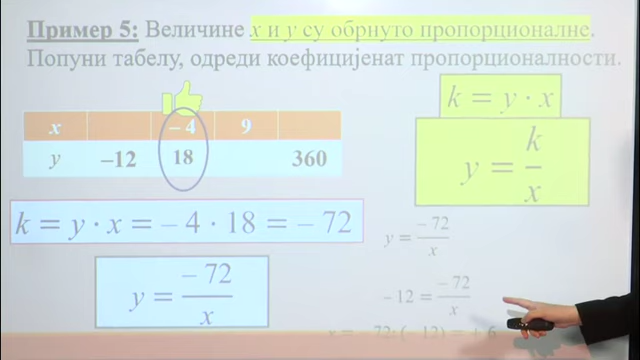 Пример 5: Величине x и y су обрнуто пропорционалне.
Попуни табелу, одреди коефицијенат пропорционалности.
k = y · x
x – 4 9
y –12 18 360
y = k/x
k = y · x = – 4 · 18 = – 72
y = – 72/x
y = – 72/x
– 12 = – 72/x
x = – 72: (– 12) = + 6